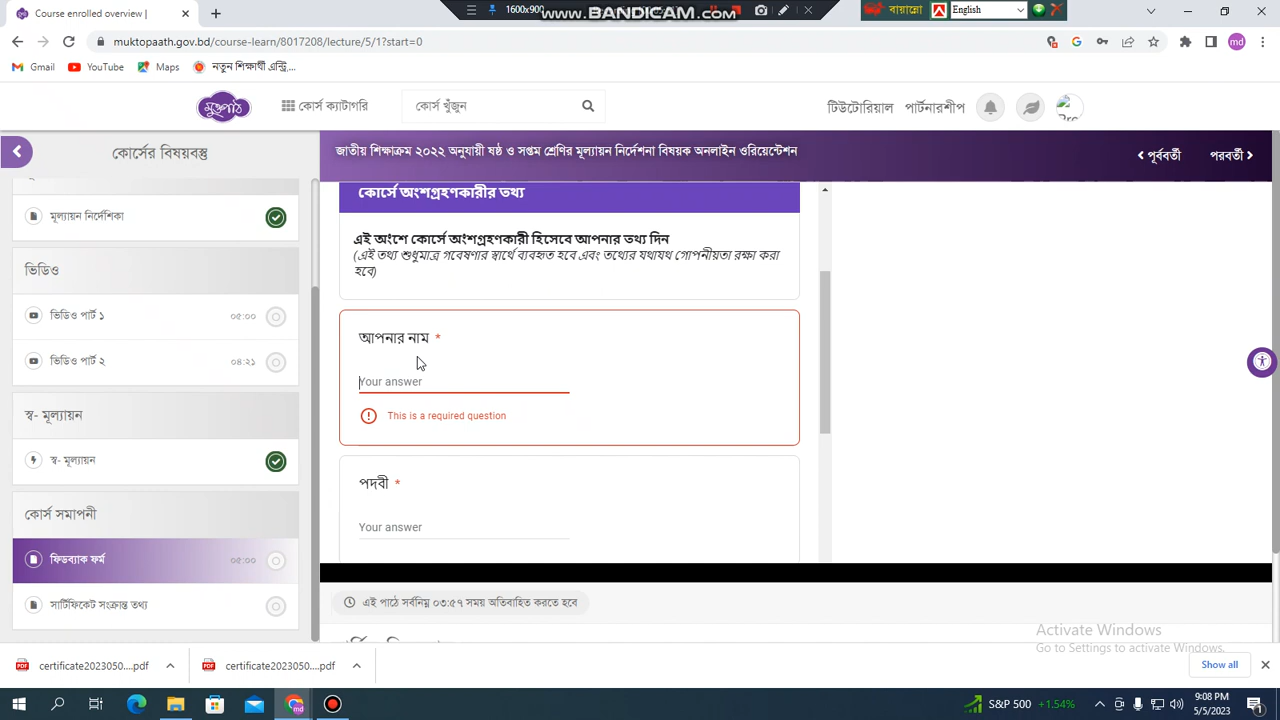 Course enrolled overview |
1600x900
www.BANDICAM.com
বায়ান্নো
English
muktopaath.gov.bd/course-learn/8017208/lecture/5/1?start=0
md
Gmail
YouTube
Maps
নতুন শিক্ষার্থী এন্ট্রি...
মুক্তপাঠ
কোর্স ক্যাটাগরি
কোর্স খুঁজুন
টিউটোরিয়াল
পার্টনারশীপ
কোর্সের বিষয়বস্তু
জাতীয় শিক্ষাক্রম ২০২২ অনুযায়ী ষষ্ঠ ও সপ্তম শ্রেণির মূল্যায়ন নির্দেশনা বিষয়ক অনলাইন ওরিয়েন্টেশন
পূর্ববর্তী
পরবর্তী
মূল্যায়ন নির্দেশিকা
ভিডিও
ভিডিও পার্ট ১
০৫:০০
ভিডিও পার্ট ২
০৪:২১
স্ব- মূল্যায়ন
স্ব- মূল্যায়ন
কোর্স সমাপনী
ফিডব্যাক ফর্ম
০৫:০০
সার্টিফিকেট সংক্রান্ত তথ্য
কোর্সে অংশগ্রহণকারীর তথ্য
এই অংশে কোর্সে অংশগ্রহণকারী হিসেবে আপনার তথ্য দিন
(এই তথ্য শুধুমাত্র গবেষণার স্বার্থে ব্যবহৃত হবে এবং তথ্যের যথাযথ গোপনীয়তা রক্ষা করা
হবে)
আপনার নাম *
Your answer
This is a required question
পদবী *
Your answer
এই পাঠে সর্বনিম্ন ০৩:৫৭ সময় অতিবাহিত করতে হবে
Activate Windows
Go to Settings to activate Windows.
certificate2023050....pdf
certificate2023050....pdf
Show all
S&P 500 +1.54%
9:08 PM
5/5/2023